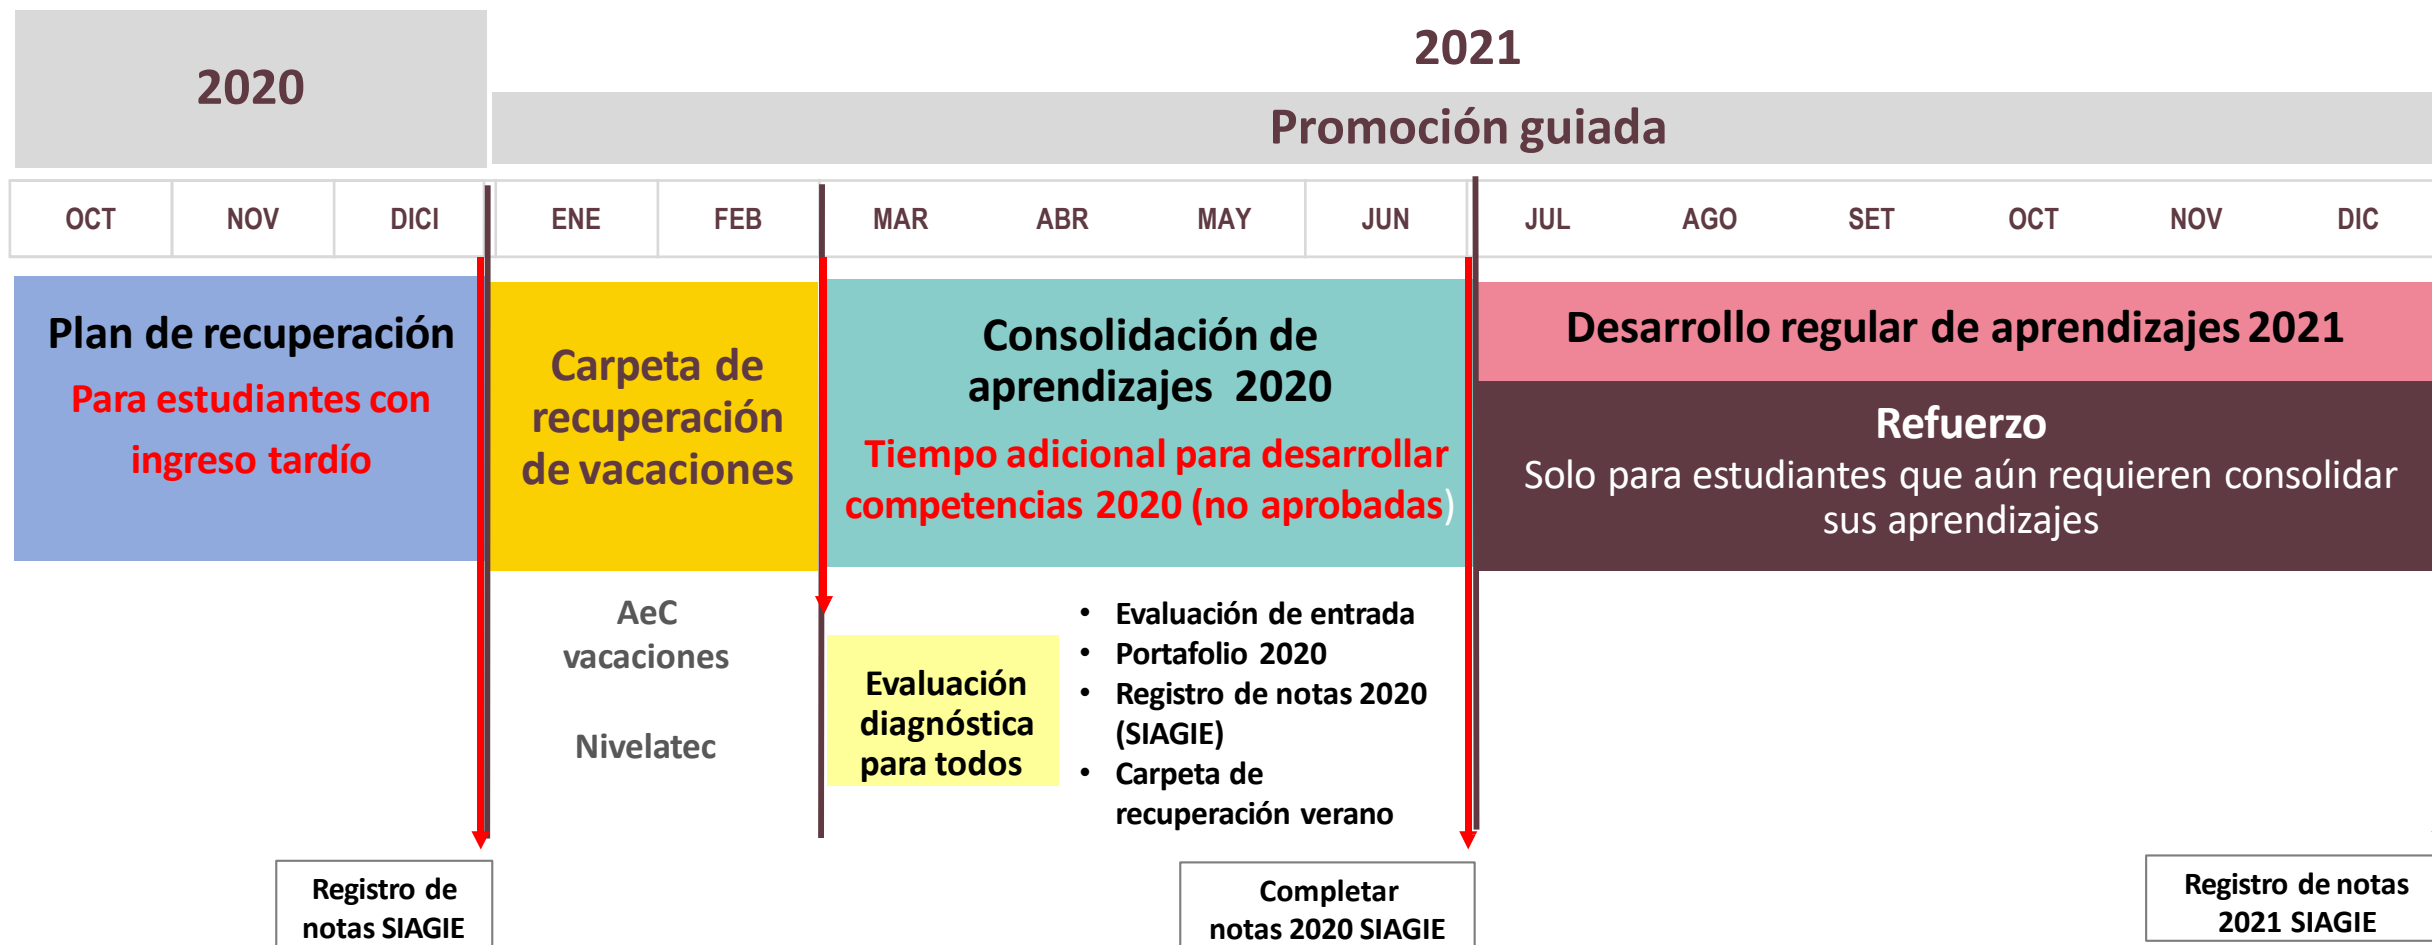 2020
2021
Promoción guiada
OCT NOV DICI ENE FEB MAR ABR MAY JUN JUL AGO SET OCT NOV DIC
Plan de recuperación
Para estudiantes con
ingreso tardío
Carpeta de
recuperación
de vacaciones
Consolidación de
aprendizajes 2020
Tiempo adicional para desarrollar
competencias 2020 (no aprobadas)
Desarrollo regular de aprendizajes 2021
Refuerzo
Solo para estudiantes que aún requieren consolidar
sus aprendizajes
AeC
vacaciones
Nivelatec
Evaluación
diagnóstica
para todos
• Evaluación de entrada
• Portafolio 2020
• Registro de notas 2020
(SIAGIE)
• Carpeta de
recuperación verano
Registro de
notas SIAGIE
Completar
notas 2020 SIAGIE
Registro de notas
2021 SIAGIE